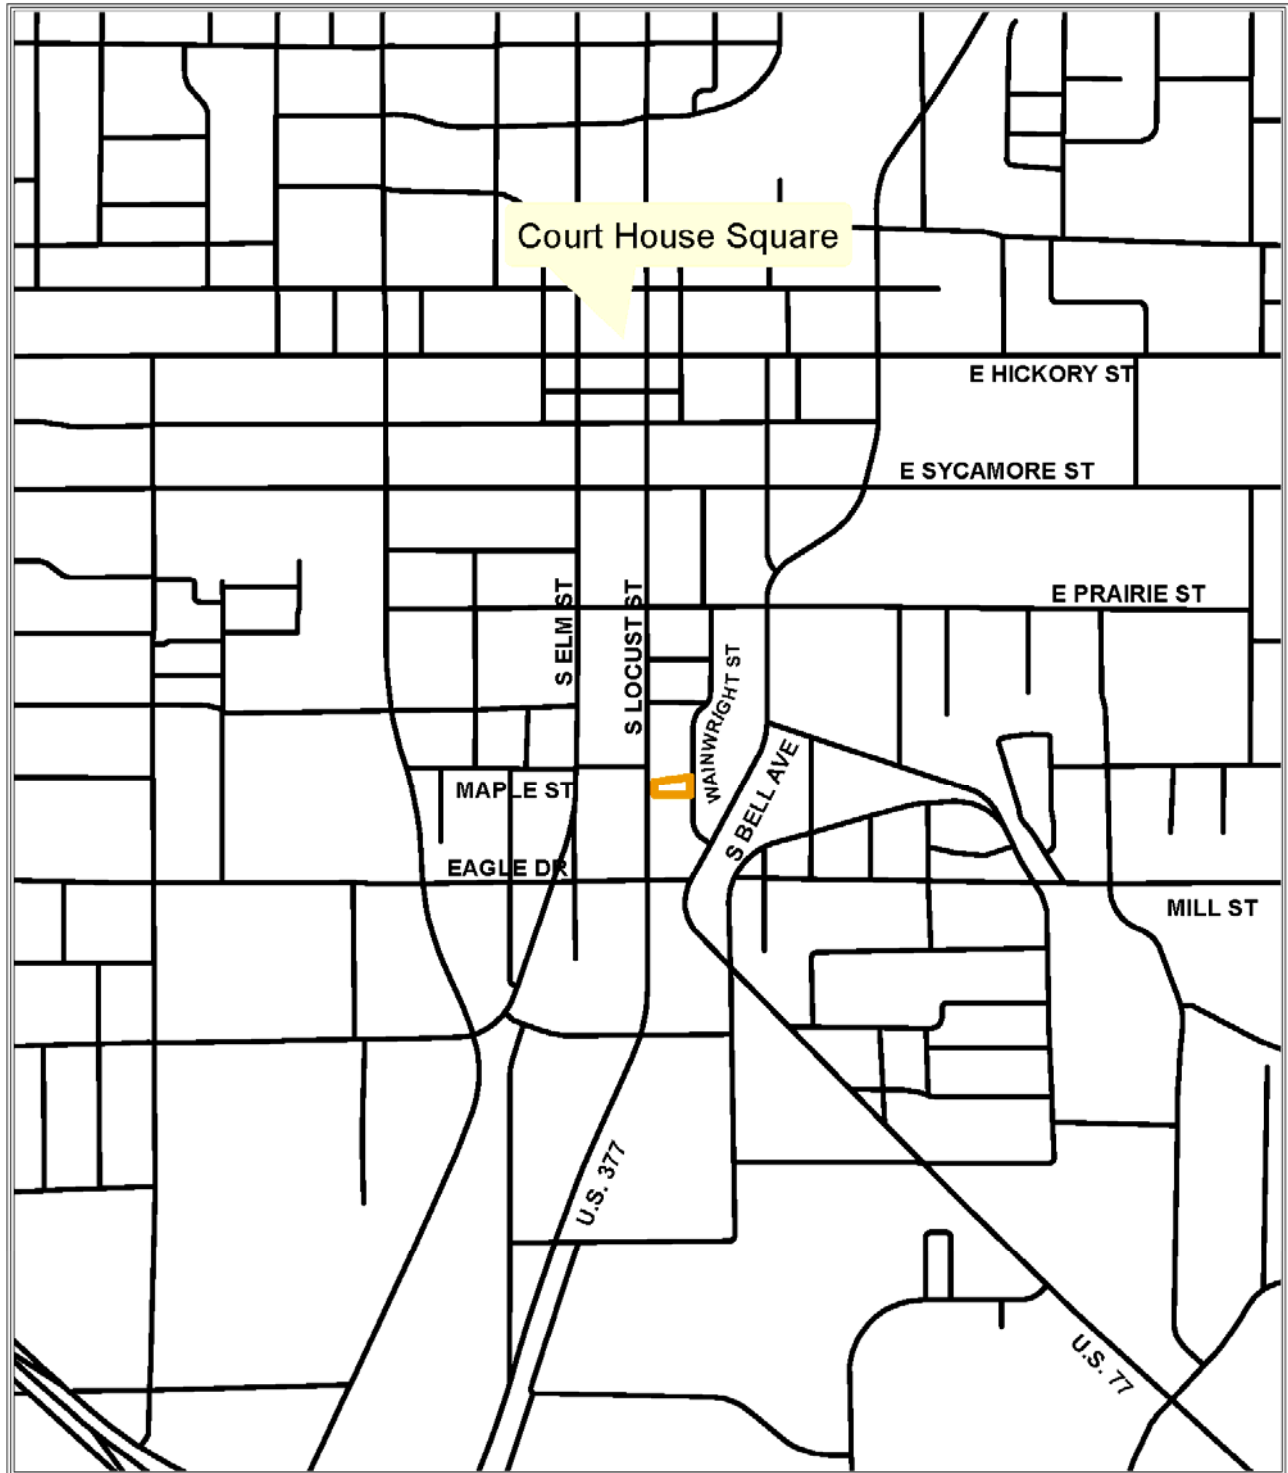 Court House Square
E HICKORY ST
E SYCAMORE ST
E PRAIRIE ST
S ELM ST
S LOCUST ST
WAINWRIGHT ST
S BELL AVE
MAPLE ST
EAGLE DR
MILL ST
U.S. 377
U.S. 77